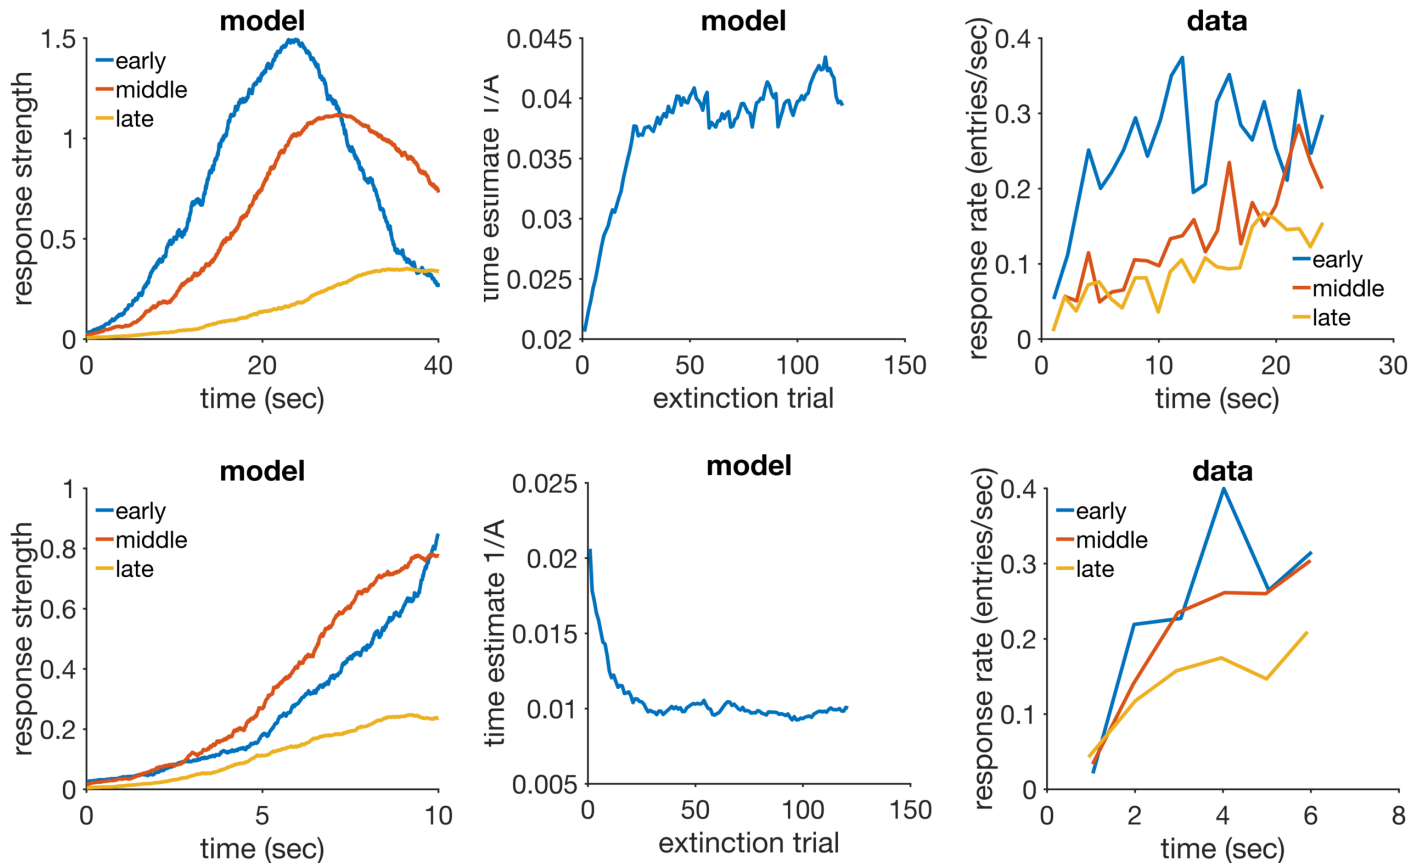 model
1.5
1
0.5
0
0
20
40
response strength
time (sec)
early
middle
late
model
0.045
0.04
0.035
0.03
0.025
0.02
0
50
100
150
time estimate 1/A
extinction trial
data
0.4
0.3
0.2
0.1
0
0
10
20
30
response rate (entries/sec)
time (sec)
early
middle
late
model
1
0.8
0.6
0.4
0.2
0
0
5
10
response strength
time (sec)
early
middle
late
model
0.025
0.02
0.015
0.01
0.005
0
50
100
150
time estimate 1/A
extinction trial
data
0.4
0.3
0.2
0.1
0
0
2
4
6
8
response rate (entries/sec)
time (sec)
early
middle
late